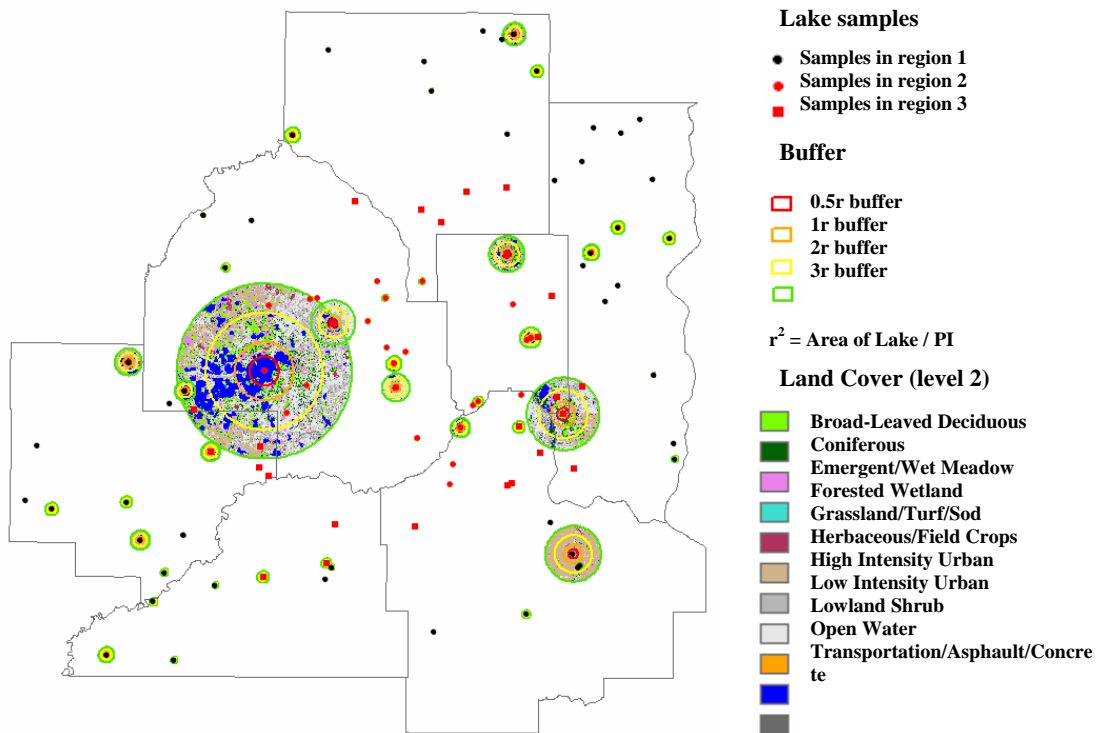 Lake samples
Samples in region 1
Samples in region 2
Samples in region 3
Buffer
0.5r buffer
1r buffer
2r buffer
3r buffer
r² = Area of Lake / PI
Land Cover (level 2)
Broad-Leaved Deciduous
Coniferous
Emergent/Wet Meadow
Forested Wetland
Grassland/Turf/Sod
Herbaceous/Field Crops
High Intensity Urban
Low Intensity Urban
Lowland Shrub
Open Water
Transportation/Asphault/Concre
te